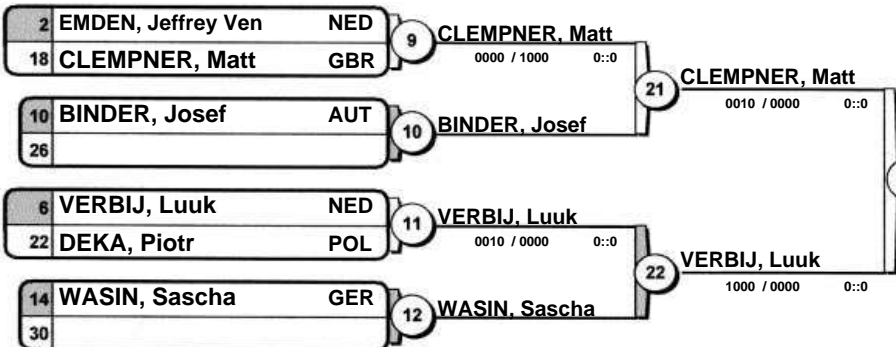 2 EMDEN, Jeffrey Ven NED
18 CLEMPNER, Matt GBR
9 CLEMPNER, Matt
0000 / 1000 0::0
10 BINDER, Josef AUT
26
10 BINDER, Josef
21 CLEMPNER, Matt
0010 / 0000 0::0
6 VERBIJ, Luuk NED
22 DEKA, Piotr POL
11 VERBIJ, Luuk
0010 / 0000 0::0
14 WASIN, Sascha GER
30
12 WASIN, Sascha
22 VERBIJ, Luuk
1000 / 0000 0::0